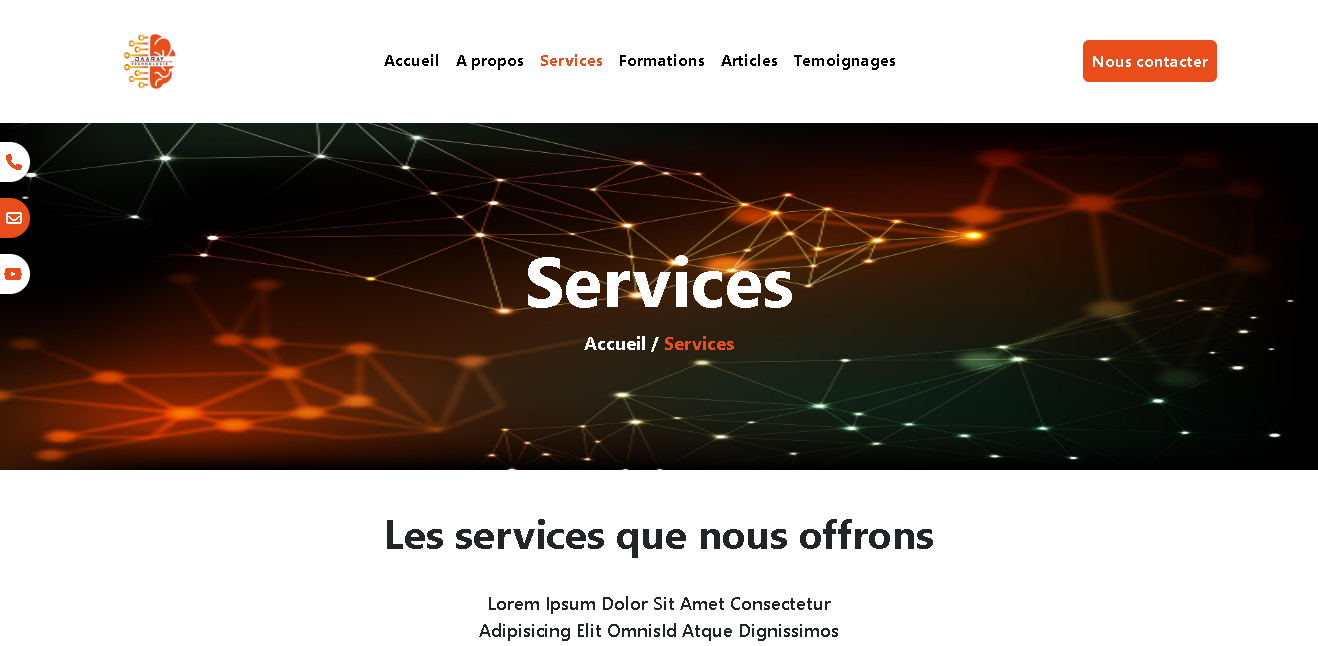 DAARAY
TECHNOLOGIE
Accueil A propos Services Formations Articles Temoignages
Nous contacter
Services
Accueil / Services
Les services que nous offrons
Lorem Ipsum Dolor Sit Amet Consectetur
Adipisicing Elit OmnisId Atque Dignissimos